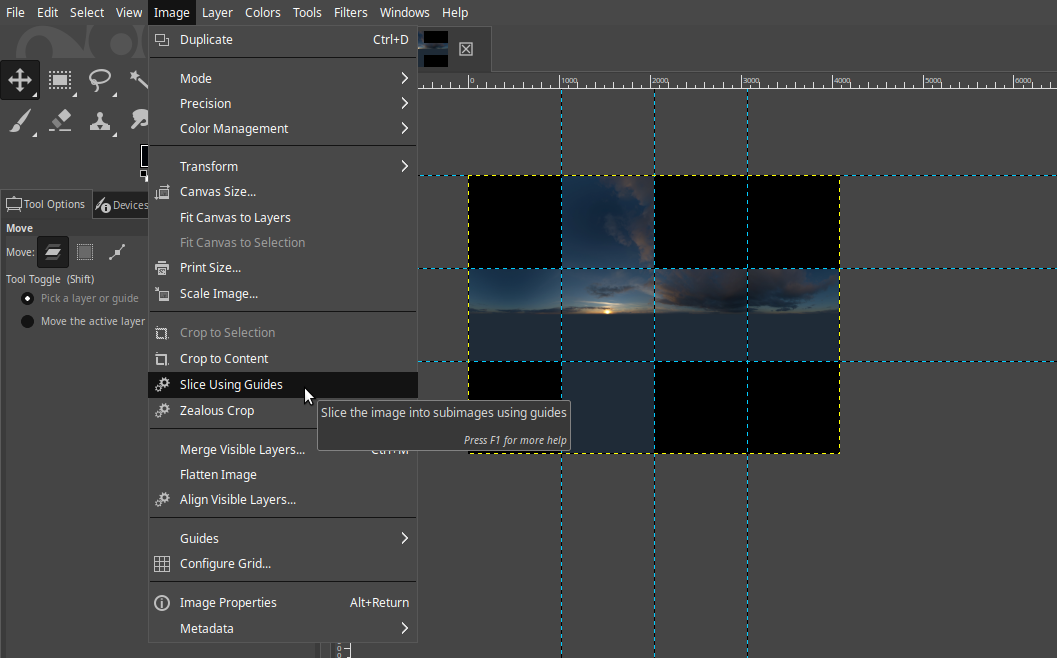 File Edit Select View Image Layer Colors Tools Filters Windows Help
Duplicate Ctrl+D
Mode
Precision
Color Management
Transform
Canvas Size...
Fit Canvas to Layers
Fit Canvas to Selection
Print Size...
Scale Image...
Crop to Selection
Crop to Content
Slice Using Guides
Zealous Crop
Slice the image into subimages using guides
Press F1 for more help
Merge Visible Layers...
Flatten Image
Align Visible Layers...
Guides
Configure Grid...
Image Properties Alt+Return
Metadata
Tool Options Devices
Move
Move:
Tool Toggle (Shift)
Pick a layer or guide
Move the active layer
0 1000 2000 3000 4000 5000 6000